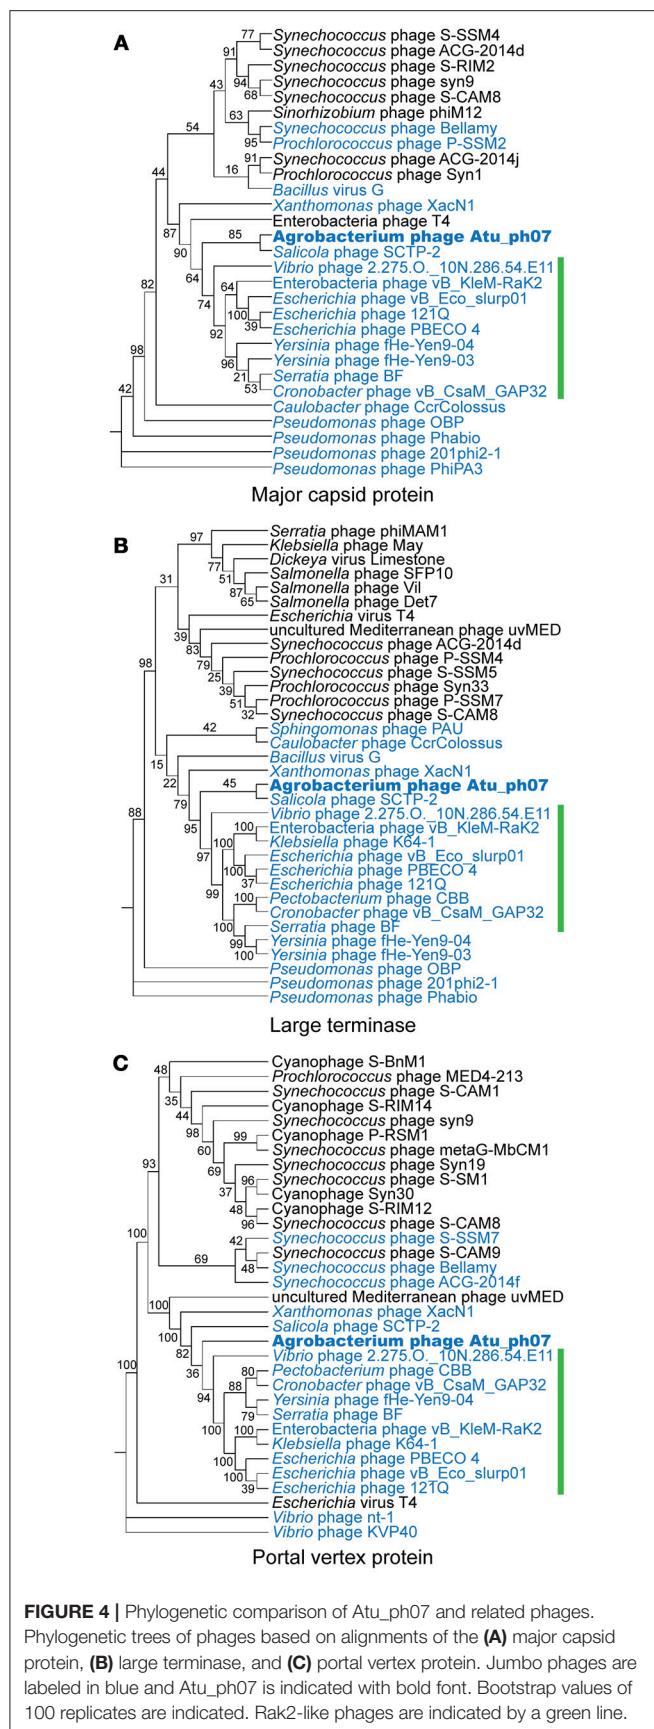 A
77
Synechococcus phage S-SSM4
91
Synechococcus phage ACG-2014d
Synechococcus phage S-RIM2
43
94
Synechococcus phage syn9
68
Synechococcus phage S-CAM8
63
Sinorhizobium phage phiM12
54
Synechococcus phage Bellamy
95
Prochlorococcus phage P-SSM2
91
Synechococcus phage ACG-2014j
16
Prochlorococcus phage Syn1
44
Bacillus virus G
Xanthomonas phage XacN1
87
Enterobacteria phage T4
85
Agrobacterium phage Atu_ph07
90
Salicola phage SCTP-2
64
Vibrio phage 2.275.O._10N.286.54.E11
82
64
Enterobacteria phage vB_KleM-RaK2
74
Escherichia phage vB_Eco_slurp01
100
Escherichia phage 121Q
92
39
Escherichia phage PBECO 4
Yersinia phage fHe-Yen9-04
98
96
Yersinia phage fHe-Yen9-03
21
Serratia phage BF
42
53
Cronobacter phage vB_CsaM_GAP32
Caulobacter phage CcrColossus
Pseudomonas phage OBP
Pseudomonas phage Phabio
Pseudomonas phage 201phi2-1
Pseudomonas phage PhiPA3
Major capsid protein
B
97
Serratia phage phiMAM1
Klebsiella phage May
77
Dickeya virus Limestone
31
51
Salmonella phage SFP10
87
Salmonella phage Vil
65
Salmonella phage Det7
Escherichia virus T4
39
uncultured Mediterranean phage uvMED
83
Synechococcus phage ACG-2014d
79
Prochlorococcus phage P-SSM4
98
25
Synechococcus phage S-SSM5
39
Prochlorococcus phage Syn33
51
Prochlorococcus phage P-SSM7
32
Synechococcus phage S-CAM8
42
Sphingomonas phage PAU
Caulobacter phage CcrColossus
15
Bacillus virus G
22
Xanthomonas phage XacN1
45
Agrobacterium phage Atu_ph07
79
Salicola phage SCTP-2
88
Vibrio phage 2.275.O._10N.286.54.E11
95
100
Enterobacteria phage vB_KleM-RaK2
100
Klebsiella phage K64-1
97
Escherichia phage vB_Eco_slurp01
100
Escherichia phage PBECO 4
37
Escherichia phage 121Q
99
100
Pectobacterium phage CBB
Cronobacter phage vB_CsaM_GAP32
100
Serratia phage BF
99
Yersinia phage fHe-Yen9-04
100
Yersinia phage fHe-Yen9-03
Pseudomonas phage OBP
Pseudomonas phage 201phi2-1
Pseudomonas phage Phabio
Large terminase
C
48
Cyanophage S-BnM1
Prochlorococcus phage MED4-213
35
Synechococcus phage S-CAM1
44
Cyanophage S-RIM14
98
Synechococcus phage syn9
60
99
Cyanophage P-RSM1
Synechococcus phage metaG-MbCM1
93
69
Synechococcus phage Syn19
96
Synechococcus phage S-SM1
37
Cyanophage Syn30
48
Cyanophage S-RIM12
96
Synechococcus phage S-CAM8
42
Synechococcus phage S-SSM7
100
69
Synechococcus phage S-CAM9
48
Synechococcus phage Bellamy
Synechococcus phage ACG-2014f
100
uncultured Mediterranean phage uvMED
Xanthomonas phage XacN1
100
Salicola phage SCTP-2
82
Agrobacterium phage Atu_ph07
36
Vibrio phage 2.275.O._10N.286.54.E11
100
80
Pectobacterium phage CBB
94
88
Cronobacter phage vB_CsaM_GAP32
Yersinia phage fHe-Yen9-04
79
Serratia phage BF
100
100
Enterobacteria phage vB_KleM-RaK2
Klebsiella phage K64-1
100
Escherichia phage PBECO 4
100
Escherichia phage vB_Eco_slurp01
39
Escherichia phage 121Q
Escherichia virus T4
Vibrio phage nt-1
Vibrio phage KVP40
Portal vertex protein
FIGURE 4 | Phylogenetic comparison of Atu_ph07 and related phages.
Phylogenetic trees of phages based on alignments of the (A) major capsid
protein, (B) large terminase, and (C) portal vertex protein. Jumbo phages are
labeled in blue and Atu_ph07 is indicated with bold font. Bootstrap values of
100 replicates are indicated. Rak2-like phages are indicated by a green line.